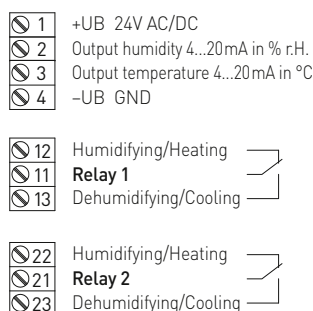 1 +UB 24V AC/DC
2 Output humidity 4...20mA in % r.H.
3 Output temperature 4...20mA in °C
4 –UB GND
12 Humidifying/Heating
11 Relay 1
13 Dehumidifying/Cooling
22 Humidifying/Heating
21 Relay 2
23 Dehumidifying/Cooling